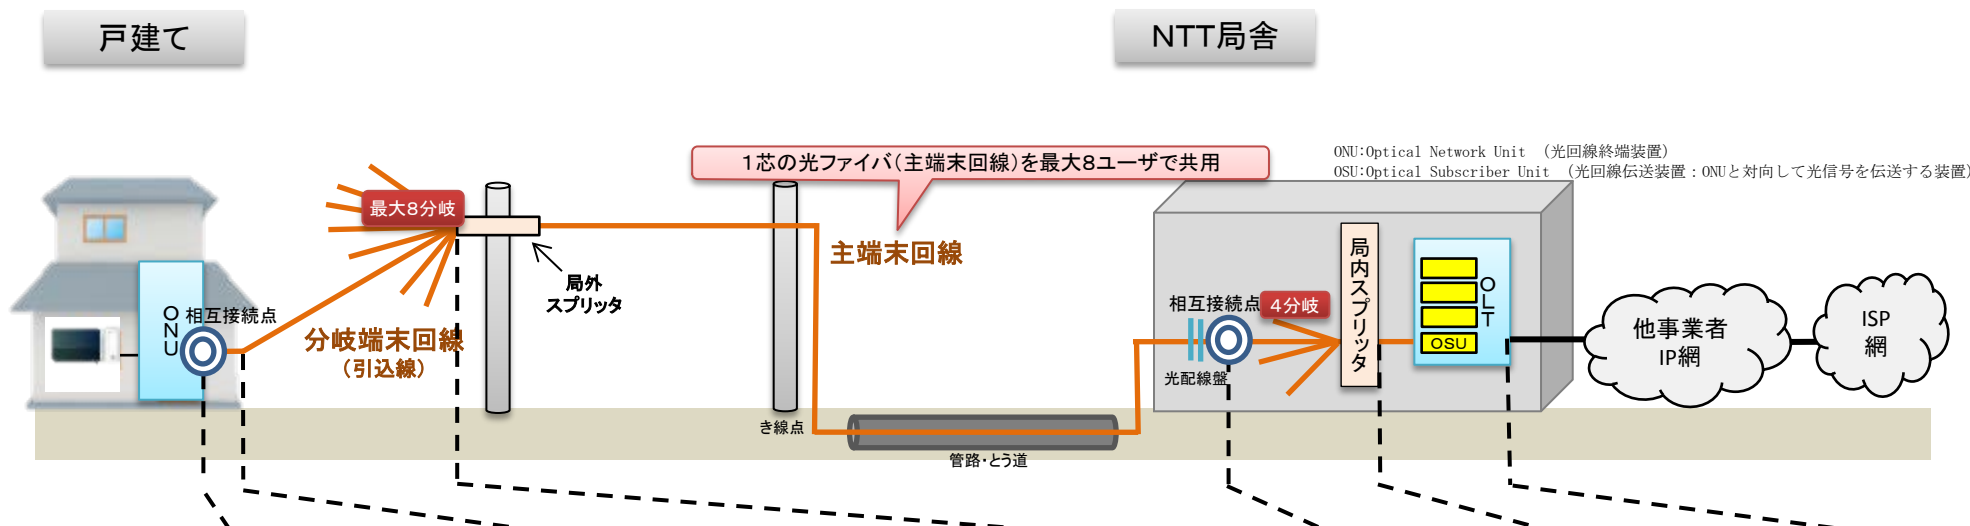 戸建て
NTT局舎
1芯の光ファイバ(主端末回線)を最大8ユーザで共用
ONU:Optical Network Unit (光回線終端装置)
OSU:Optical Subscriber Unit (光回線伝送装置：ONUと対向して光信号を伝送する装置)
最大8分岐
主端末回線
局外
スプリッタ
ONU
相互接続点
分岐端末回線
(引込線)
相互接続点
4分岐
局内スプリッタ
OLT
OSU
光配線盤
他事業者
IP網
ISP
網
き線点
管路・とう道